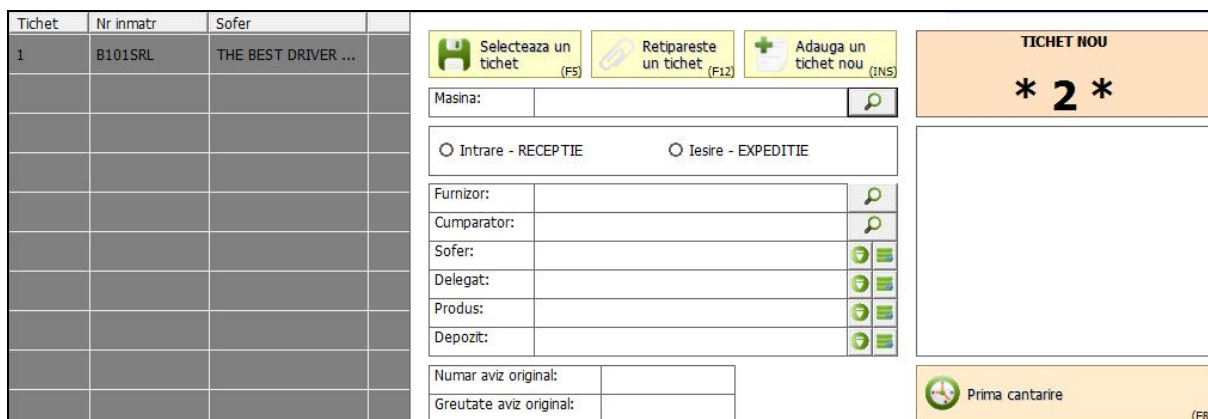 Tichet Nr inmatr Sofer
1 B101SRL THE BEST DRIVER ...
Selecteaza un
tichet (F5)
Retipareste
un tichet (F12)
Adauga un
tichet nou (INS)
TICHET NOU
* 2 *
Masina:
Intrare - RECEPTIE Iesire - EXPEDITIE
Furnizor:
Cumparator:
Sofer:
Delegat:
Produs:
Depozit:
Numar aviz original:
Greutate aviz original:
Prima cantarire